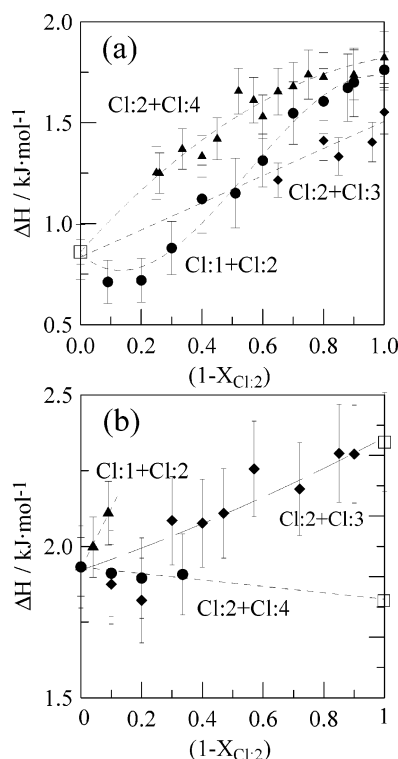 (a)
2.0
1.5
1.0
0.5
ΔH / kJ·mol]-1
Cl:2+Cl:4
Cl:2+Cl:3
Cl:1+Cl:2
0.0 0.2 0.4 0.6 0.8 1.0
(1-XCl:2)
(b)
2.5
2.0
1.5
ΔH / kJ·mol]-1
Cl:1+Cl:2
Cl:2+Cl:3
Cl:2+Cl:4
0 0.2 0.4 0.6 0.8 1
(1-XCl:2)